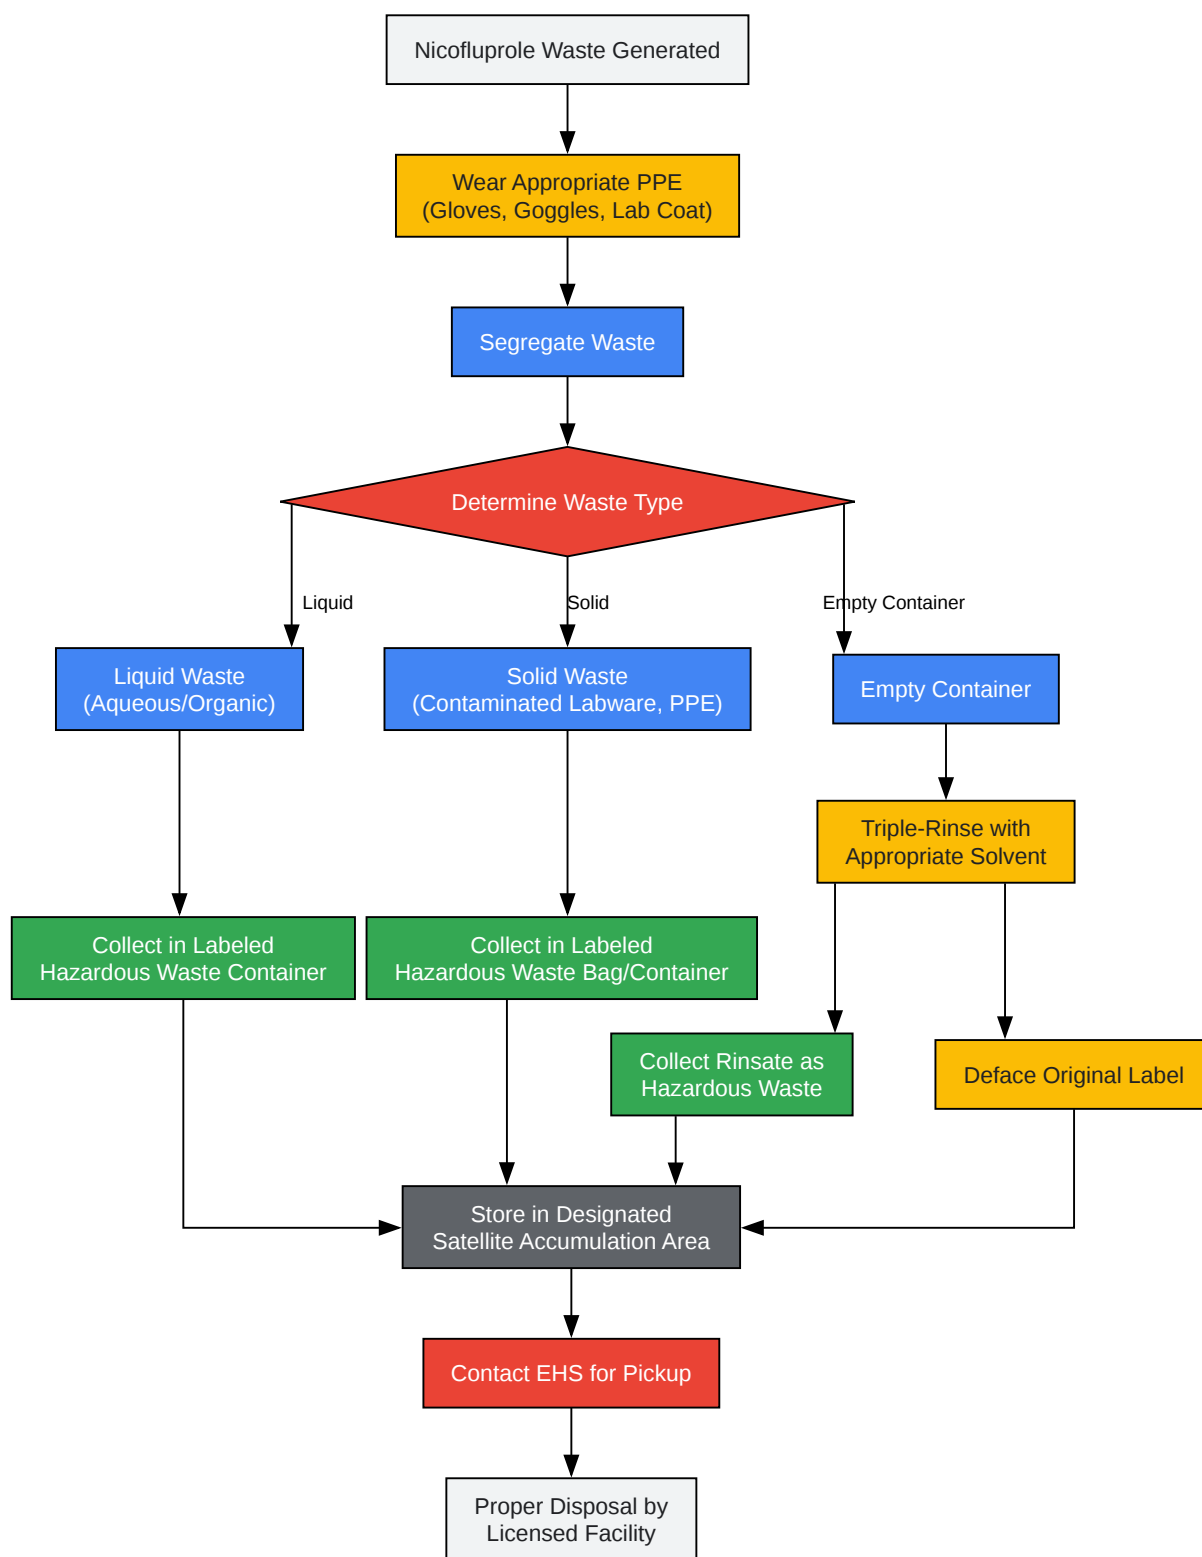 Nicofluprole Waste Generated
Wear Appropriate PPE
(Gloves, Goggles, Lab Coat)
Segregate Waste
Determine Waste Type
Liquid
Solid
Empty Container
Liquid Waste
(Aqueous/Organic)
Solid Waste
(Contaminated Labware, PPE)
Empty Container
Triple-Rinse with
Appropriate Solvent
Collect in Labeled
Hazardous Waste Container
Collect in Labeled
Hazardous Waste Bag/Container
Collect Rinsate as
Hazardous Waste
Deface Original Label
Store in Designated
Satellite Accumulation Area
Contact EHS for Pickup
Proper Disposal by
Licensed Facility